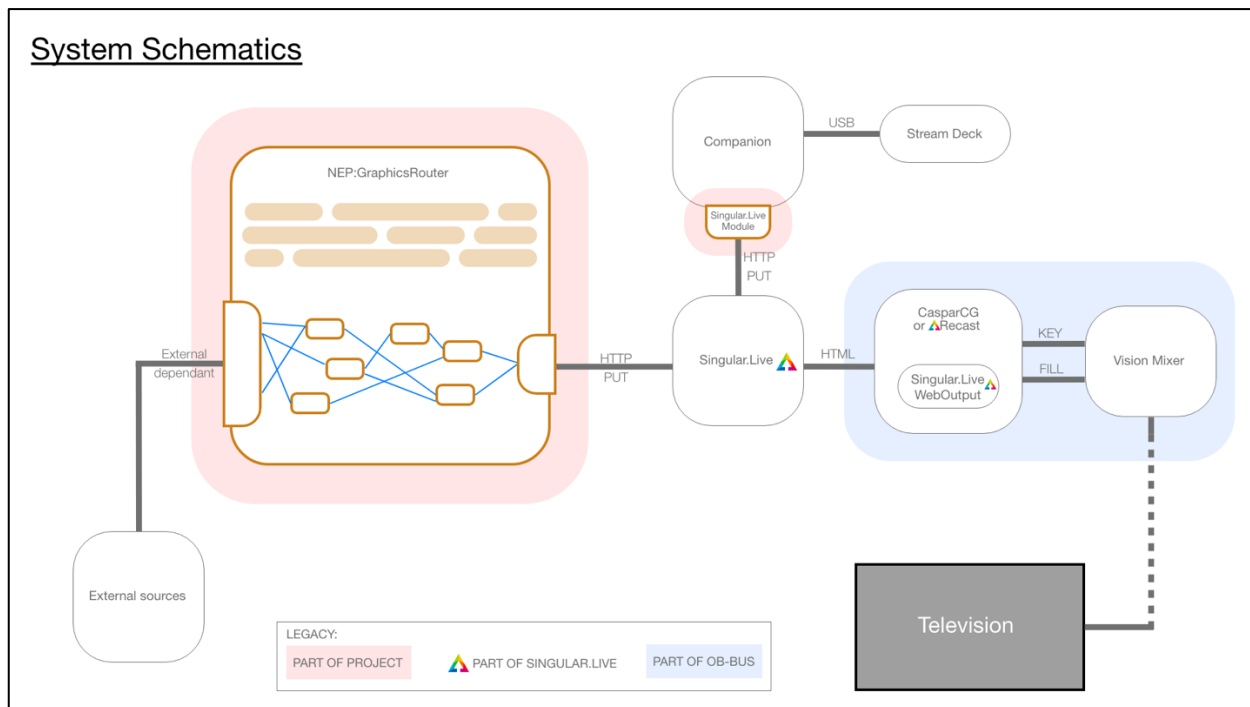 System Schematics
NEP:GraphicsRouter
Companion
USB
Stream Deck
Singular.Live
Module
HTTP
PUT
External
dependant
HTTP
PUT
Singular.Live
HTML
CasparCG
or Recast
Singular.Live
WebOutput
KEY
FILL
Vision Mixer
External sources
Television
LEGACY:
PART OF PROJECT
PART OF SINGULAR.LIVE
PART OF OB-BUS